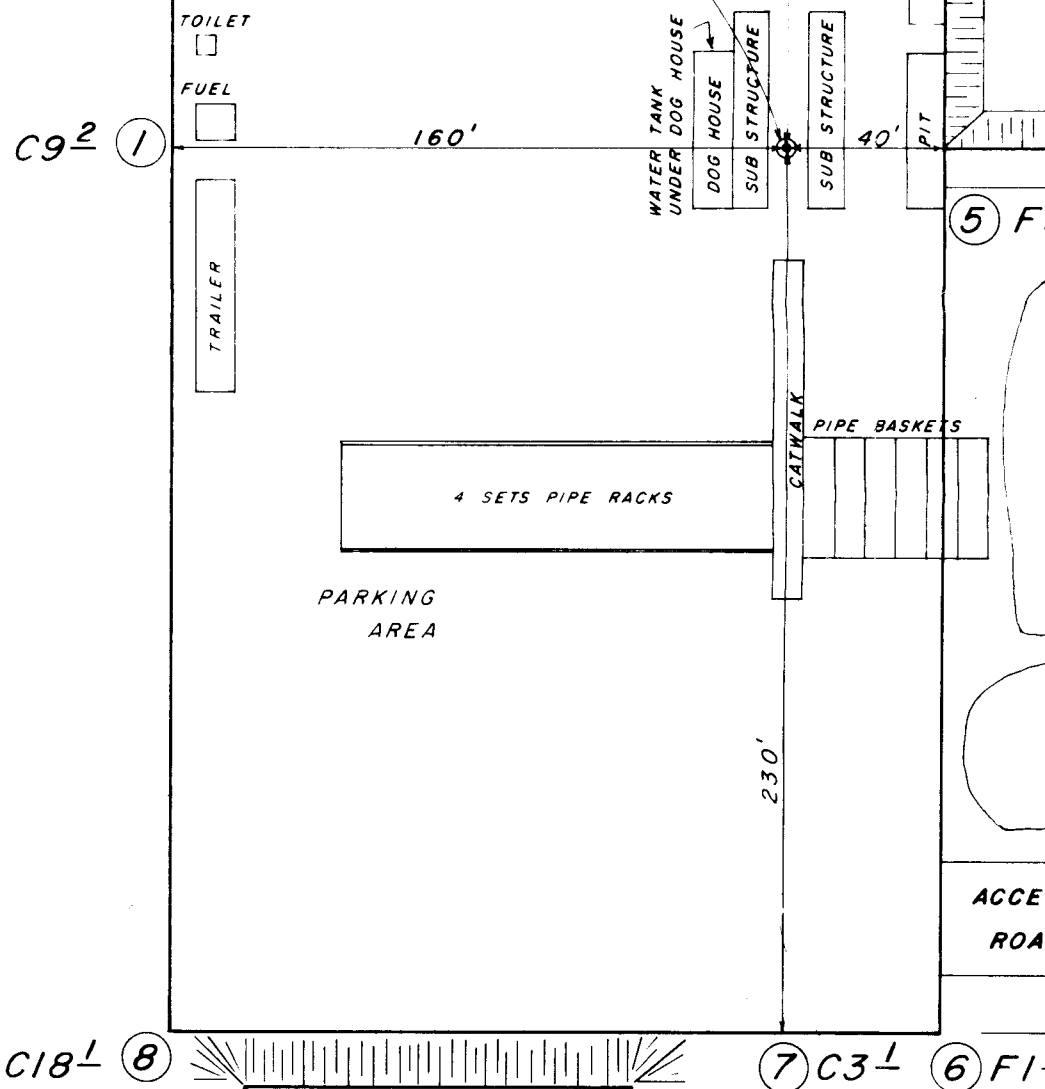 TOILET
FUEL
WATER TANK
UNDER DOG HOUSE
DOG HOUSE
SUB STRUCTURE
SUB STRUCTURE
PIT
C9.2 1
160'
40'
5 F
TRAILER
CATWALK
PIPE BASKETS
4 SETS PIPE RACKS
PARKING
AREA
230'
ACCE
ROA
C18.1 8
7 C3.1
6 F1